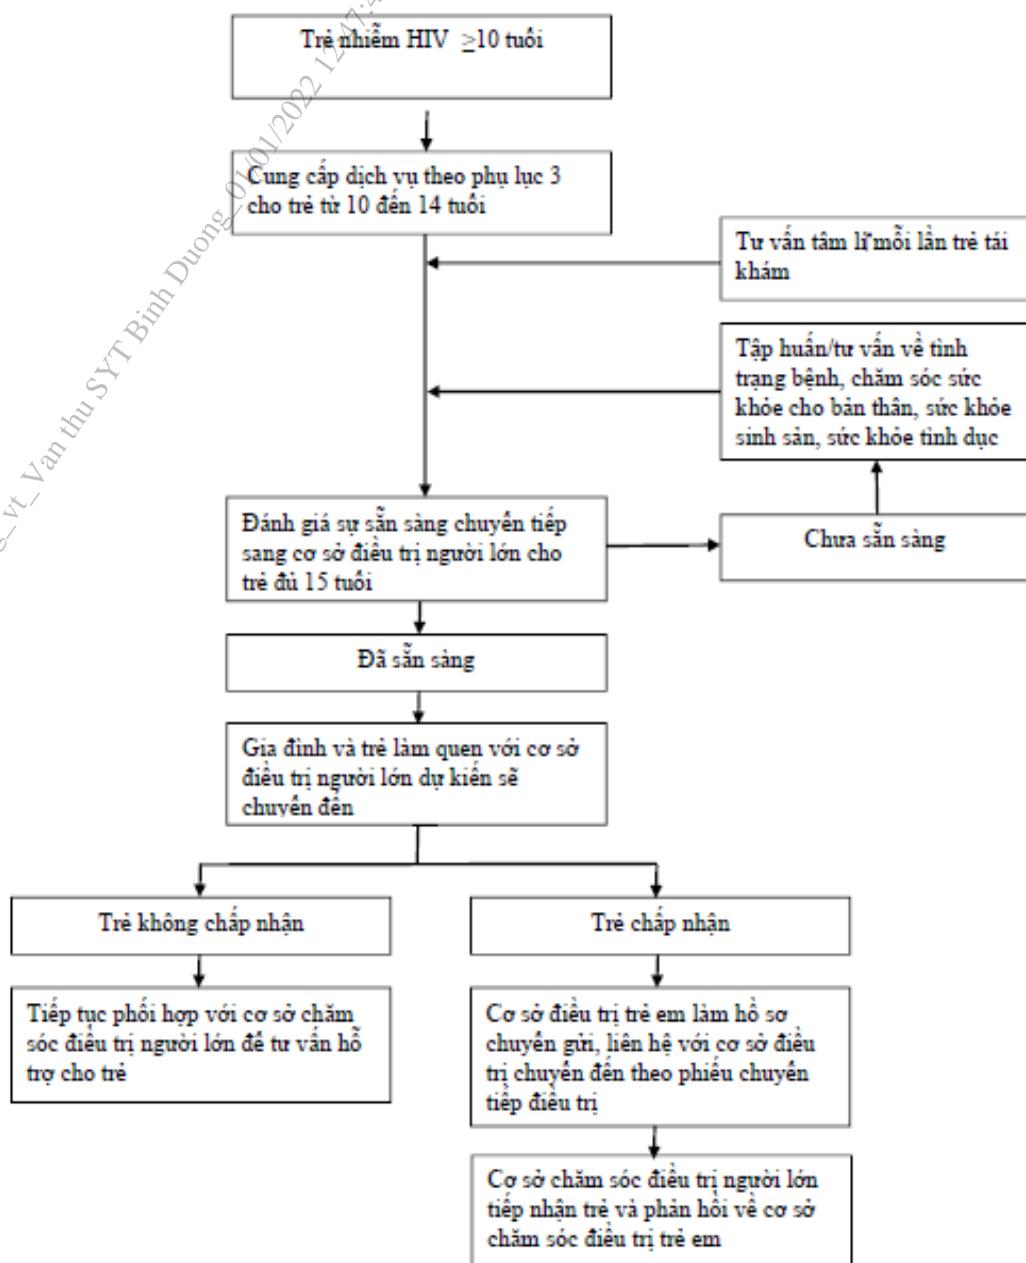 Trẻ nhiễm HIV ≥10 tuổi
Cung cấp dịch vụ theo phụ lục 3
cho trẻ từ 10 đến 14 tuổi
Tư vấn tâm lí mỗi lần trẻ tái
khám
Tập huấn/tư vấn về tình
trạng bệnh, chăm sóc sức
khỏe cho bản thân, sức khỏe
sinh sản, sức khỏe tình dục
Đánh giá sự sẵn sàng chuyển tiếp
sang cơ sở điều trị người lớn cho
trẻ đủ 15 tuổi
Chưa sẵn sàng
Đã sẵn sàng
Gia đình và trẻ làm quen với cơ sở
điều trị người lớn dự kiến sẽ
chuyển đến
Trẻ không chấp nhận
Trẻ chấp nhận
Tiếp tục phối hợp với cơ sở chăm
sóc điều trị người lớn để tư vấn hỗ
trợ cho trẻ
Cơ sở điều trị trẻ em làm hồ sơ
chuyển gửi, liên hệ với cơ sở điều
trị chuyển đến theo phiếu chuyển
tiếp điều trị
Cơ sở chăm sóc điều trị người lớn
tiếp nhận trẻ và phản hồi về cơ sở
chăm sóc điều trị trẻ em
vt_Van thu SYT Binh Duong_01/01/2022